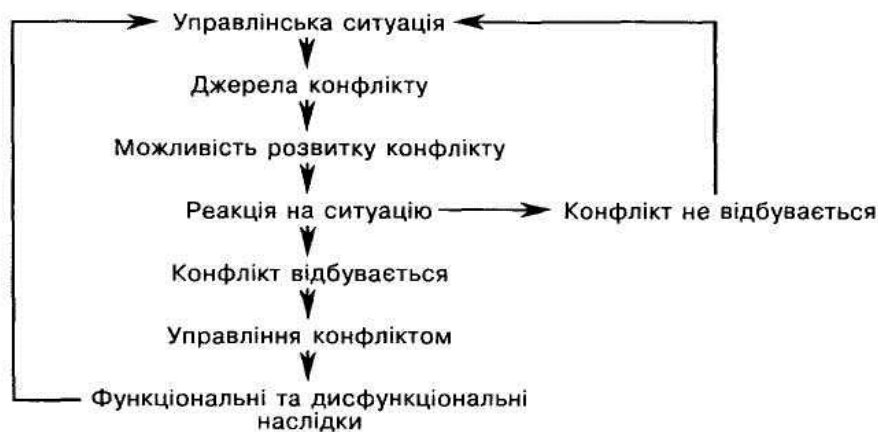 Управлінська ситуація
Джерела конфлікту
Можливість розвитку конфлікту
Реакція на ситуацію
Конфлікт не відбувається
Конфлікт відбувається
Управління конфліктом
Функціональні та дисфункціональні
наслідки